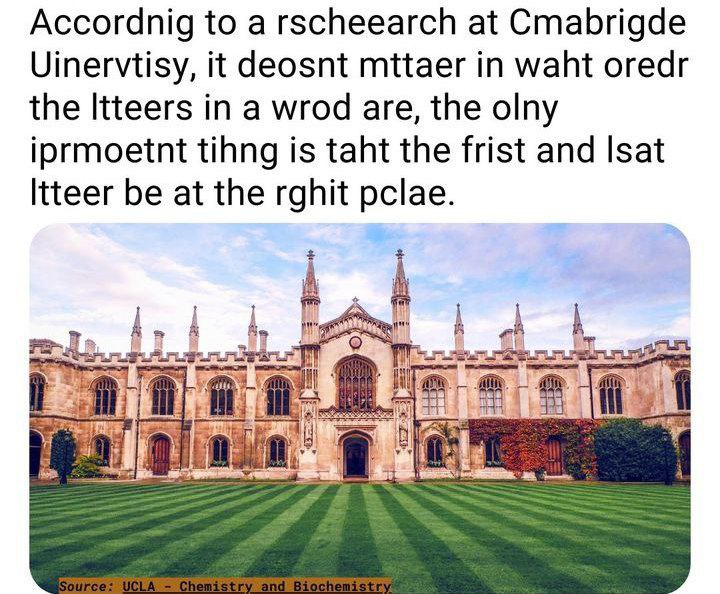 Accordnig to a rscheearch at Cmabrigde
Uinervtisy, it deosnt mttaer in waht oredr
the ltteers in a wrod are, the olny
iprmoetnt tihng is taht the frist and lsat
ltteer be at the rghit pclae.
Source: UCLA - Chemistry and Biochemistry